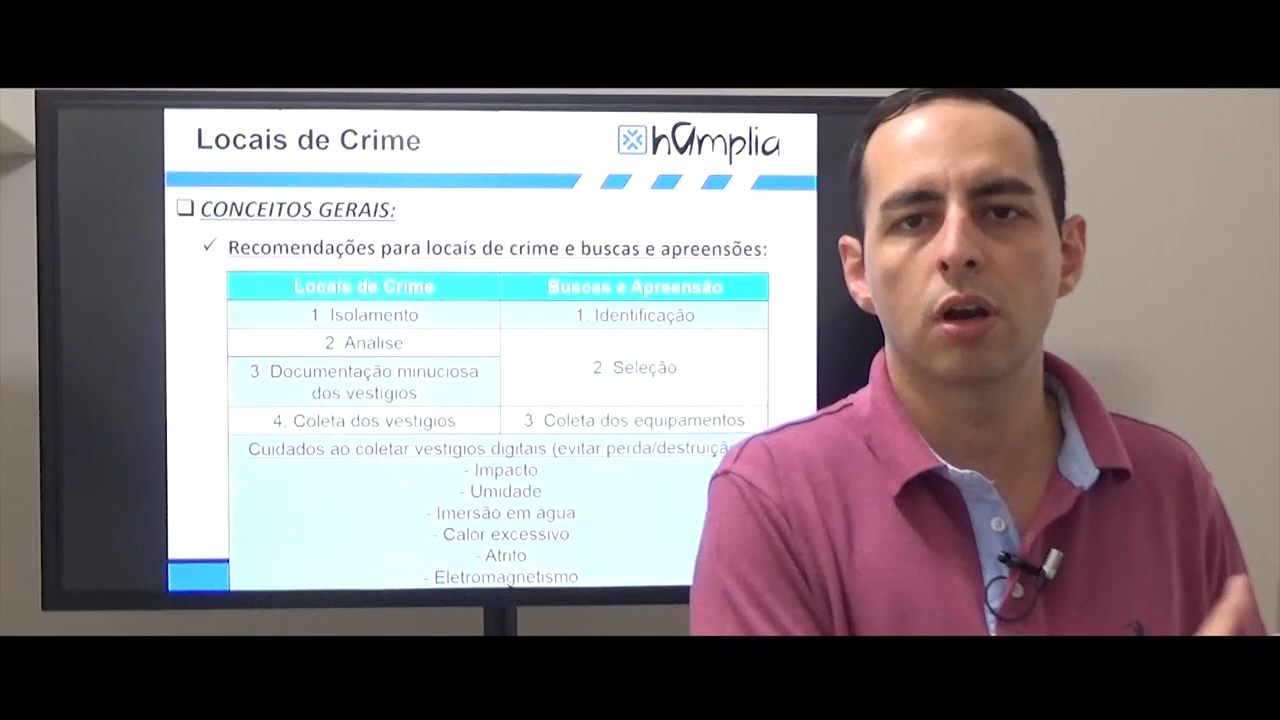 Locais de Crime
hamplia
CONCEITOS GERAIS:
Recomendações para locais de crime e buscas e apreensões:
Locais de Crime
Buscas e Apreensão
1 Isolamento
1. Identificação
2 Análise
2 Seleção
3 Documentação minuciosa
dos vestígios
4. Coleta dos vestígios
3 Coleta dos equipamentos
Cuidados ao coletar vestígios digitais (evitar perda/destruiçã
- Impacto
- Umidade
- Imersão em água
- Calor excessivo
- Atrito
- Eletromagnetismo